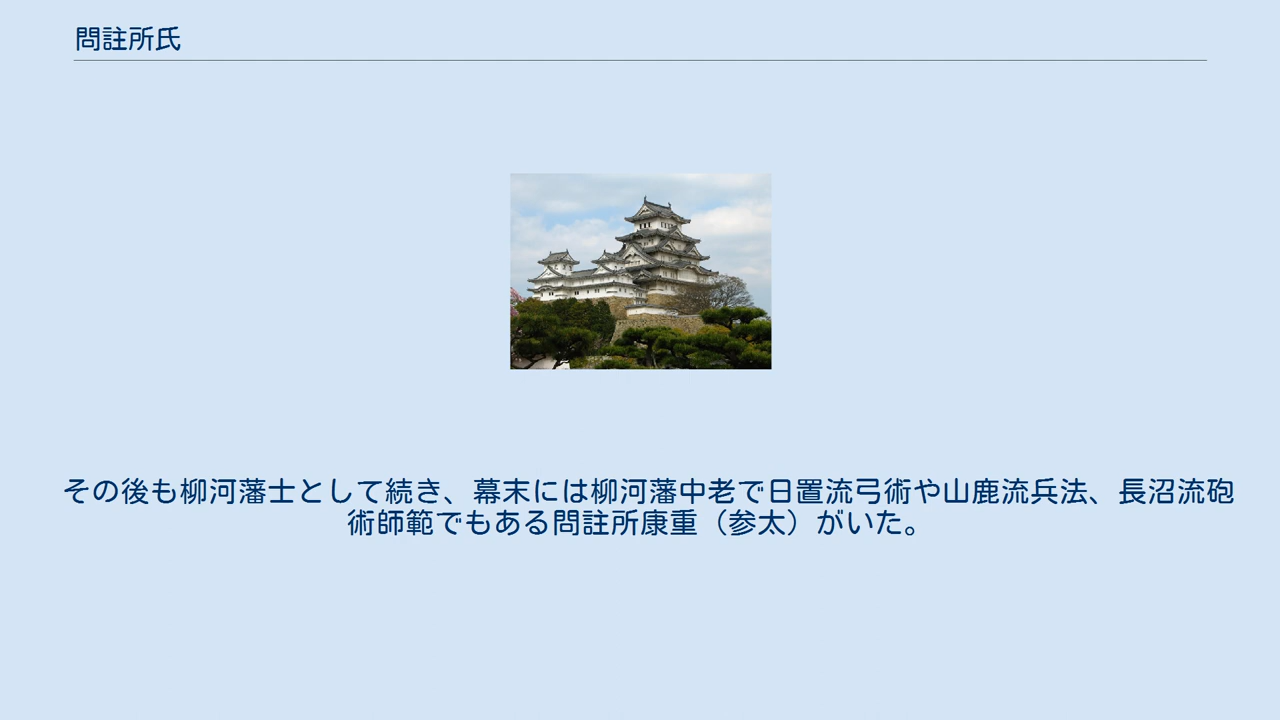 問註所氏
その後も柳河藩士として続き、幕末には柳河藩中老で日置流弓術や山鹿流兵法、長沼流砲
術師範でもある問註所康重（参太）がいた。